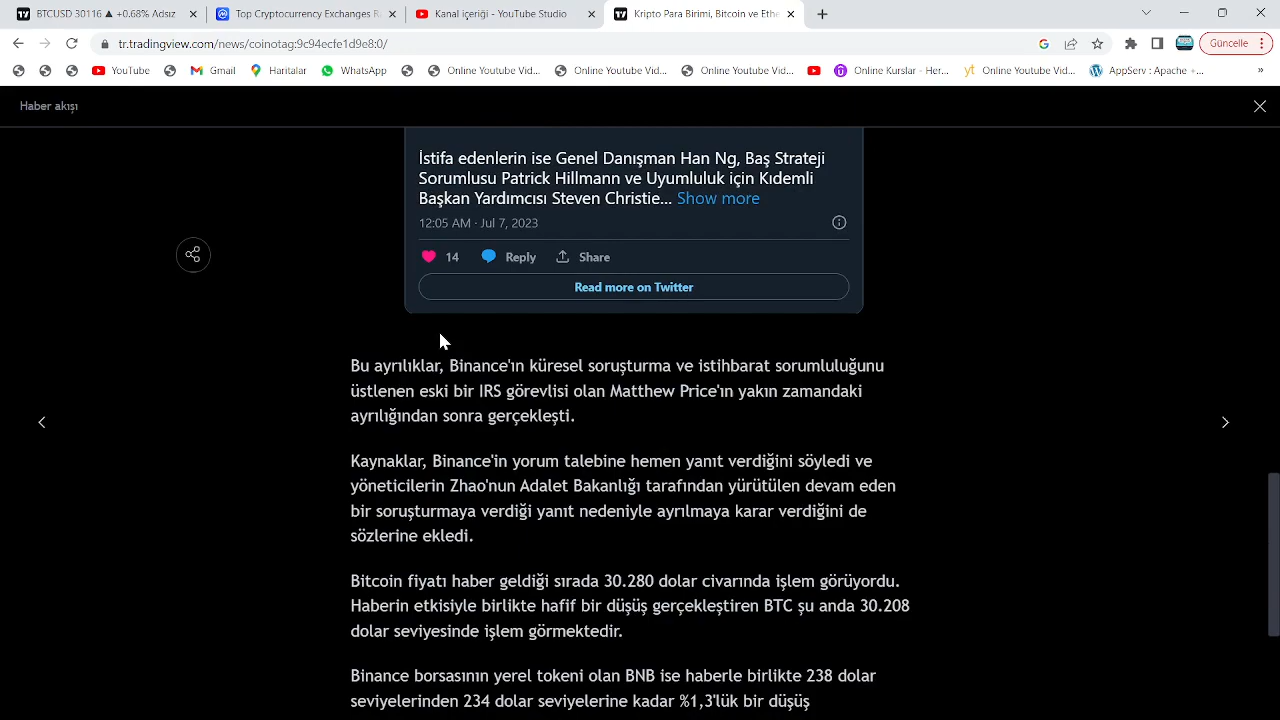 BTCUSD 30116 ▲ +0.68% Adsız
Top Cryptocurrency Exchanges Ra
Kanal içeriği - YouTube Studio
Kripto Para Birimi, Bitcoin ve Ethe
tr.tradingview.com/news/coinotag:9c94ecfe1d9e8:0/
Güncelle
YouTube
Gmail
Haritalar
WhatsApp
Online Youtube Vid...
Online Youtube Vid...
Online Youtube Vid...
Online Kurslar - Her...
yt Online Youtube Vid...
AppServ : Apache +...
»
Haber akışı
İstifa edenlerin ise Genel Danışman Han Ng, Baş Strateji
Sorumlusu Patrick Hillmann ve Uyumluluk için Kıdemli
Başkan Yardımcısı Steven Christie... Show more
12:05 AM · Jul 7, 2023
14 Reply Share
Read more on Twitter
Bu ayrılıklar, Binance'ın küresel soruşturma ve istihbarat sorumluluğunu
üstlenen eski bir IRS görevlisi olan Matthew Price'ın yakın zamandaki
ayrılığından sonra gerçekleşti.
Kaynaklar, Binance'in yorum talebine hemen yanıt verdiğini söyledi ve
yöneticilerin Zhao'nun Adalet Bakanlığı tarafından yürütülen devam eden
bir soruşturmaya verdiği yanıt nedeniyle ayrılmaya karar verdiğini de
sözlerine ekledi.
Bitcoin fiyatı haber geldiği sırada 30.280 dolar civarında işlem görüyordu.
Haberin etkisiyle birlikte hafif bir düşüş gerçekleştiren BTC şu anda 30.208
dolar seviyesinde işlem görmektedir.
Binance borsasının yerel tokeni olan BNB ise haberle birlikte 238 dolar
seviyelerinden 234 dolar seviyelerine kadar %1,3'lük bir düşüş